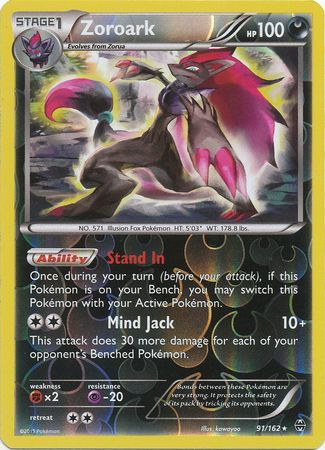 STAGE1
Zoroark
HP100
Evolves from Zorua
NO. 571 Illusion Fox Pokémon HT: 5'03" WT: 178.8 lbs.
Ability Stand In
Once during your turn (before your attack), if this
Pokémon is on your Bench, you may switch this
Pokémon with your Active Pokémon.
Mind Jack 10+
This attack does 30 more damage for each of your
opponent's Benched Pokémon.
weakness resistance
×2 -20
retreat
Bonds between these Pokémon are
very strong. It protects the safety
of its pack by tricking its opponents.
©2015 Pokémon
Illus. kawayoo
91/162 ★